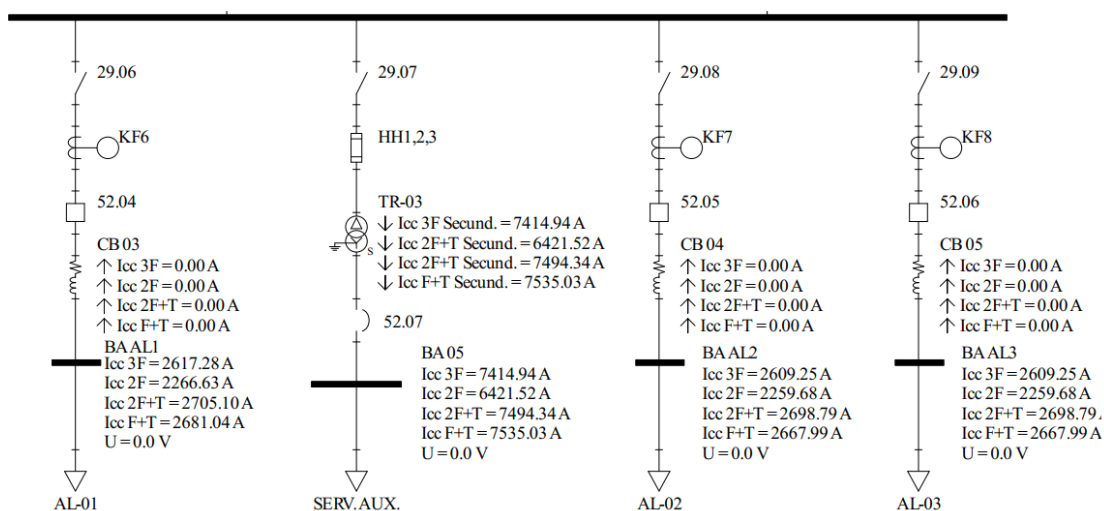 29.06
KF6
52.04
CB 03
↑ Icc 3F = 0.00 A
↑ Icc 2F = 0.00 A
↑ Icc 2F+T = 0.00 A
↑ Icc F+T = 0.00 A
BA AL1
Icc 3F = 2617.28 A
Icc 2F = 2266.63 A
Icc 2F+T = 2705.10 A
Icc F+T = 2681.04 A
U = 0.0 V
AL-01
29.07
HH1,2,3
TR-03
↓ Icc 3F Secund. = 7414.94 A
↓ Icc 2F+T Secund. = 6421.52 A
↓ Icc 2F+T Secund. = 7494.34 A
↓ Icc F+T Secund. = 7535.03 A
S
52.07
BA 05
Icc 3F = 7414.94 A
Icc 2F = 6421.52 A
Icc 2F+T = 7494.34 A
Icc F+T = 7535.03 A
U = 0.0 V
SERV.AUX.
29.08
KF7
52.05
CB 04
↑ Icc 3F = 0.00 A
↑ Icc 2F = 0.00 A
↑ Icc 2F+T = 0.00 A
↑ Icc F+T = 0.00 A
BA AL2
Icc 3F = 2609.25 A
Icc 2F = 2259.68 A
Icc 2F+T = 2698.79 A
Icc F+T = 2667.99 A
U = 0.0 V
AL-02
29.09
KF8
52.06
CB 05
↑ Icc 3F = 0.00 A
↑ Icc 2F = 0.00 A
↑ Icc 2F+T = 0.00 A
↑ Icc F+T = 0.00 A
BA AL3
Icc 3F = 2609.25 A
Icc 2F = 2259.68 A
Icc 2F+T = 2698.79
Icc F+T = 2667.99 A
U = 0.0 V
AL-03